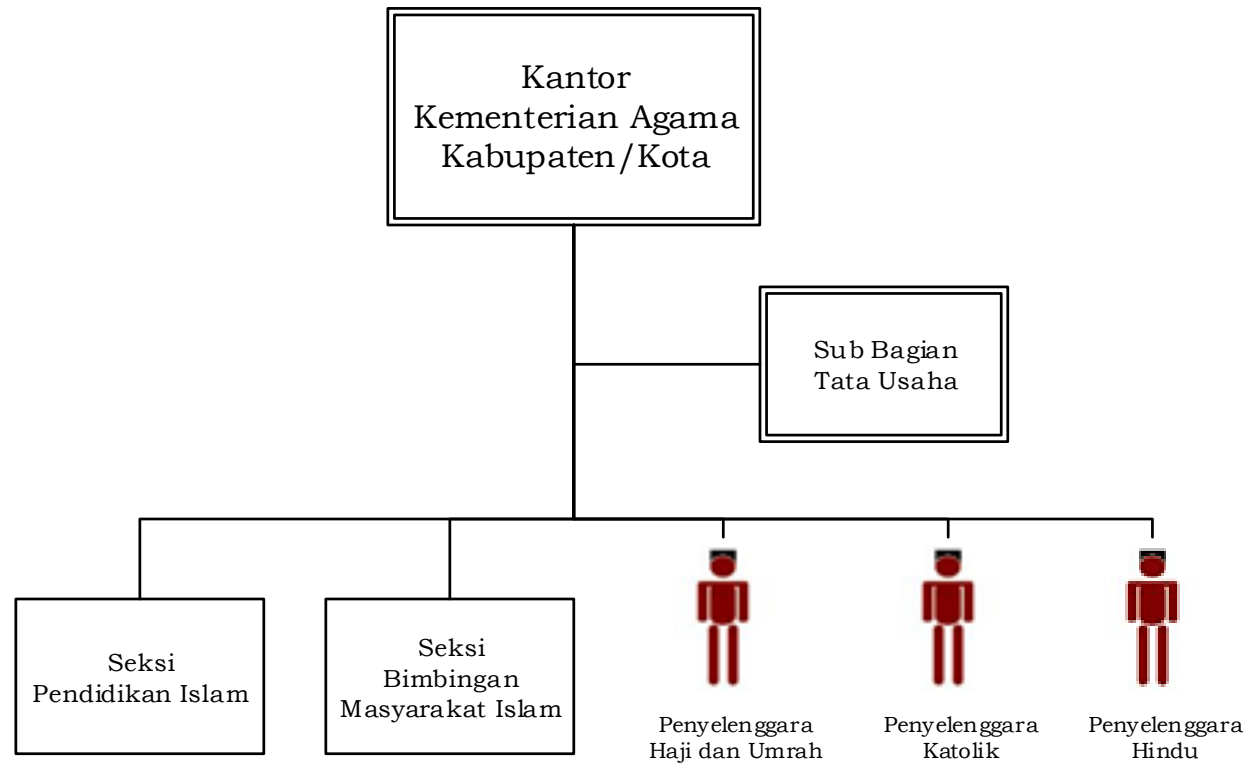 Kantor
Kementerian Agama
Kabupaten/Kota
Sub Bagian
Tata Usaha
Seksi
Pendidikan Islam
Seksi
Bimbingan
Masyarakat Islam
Penyelenggara
Haji dan Umrah
Penyelenggara
Katolik
Penyelenggara
Hindu